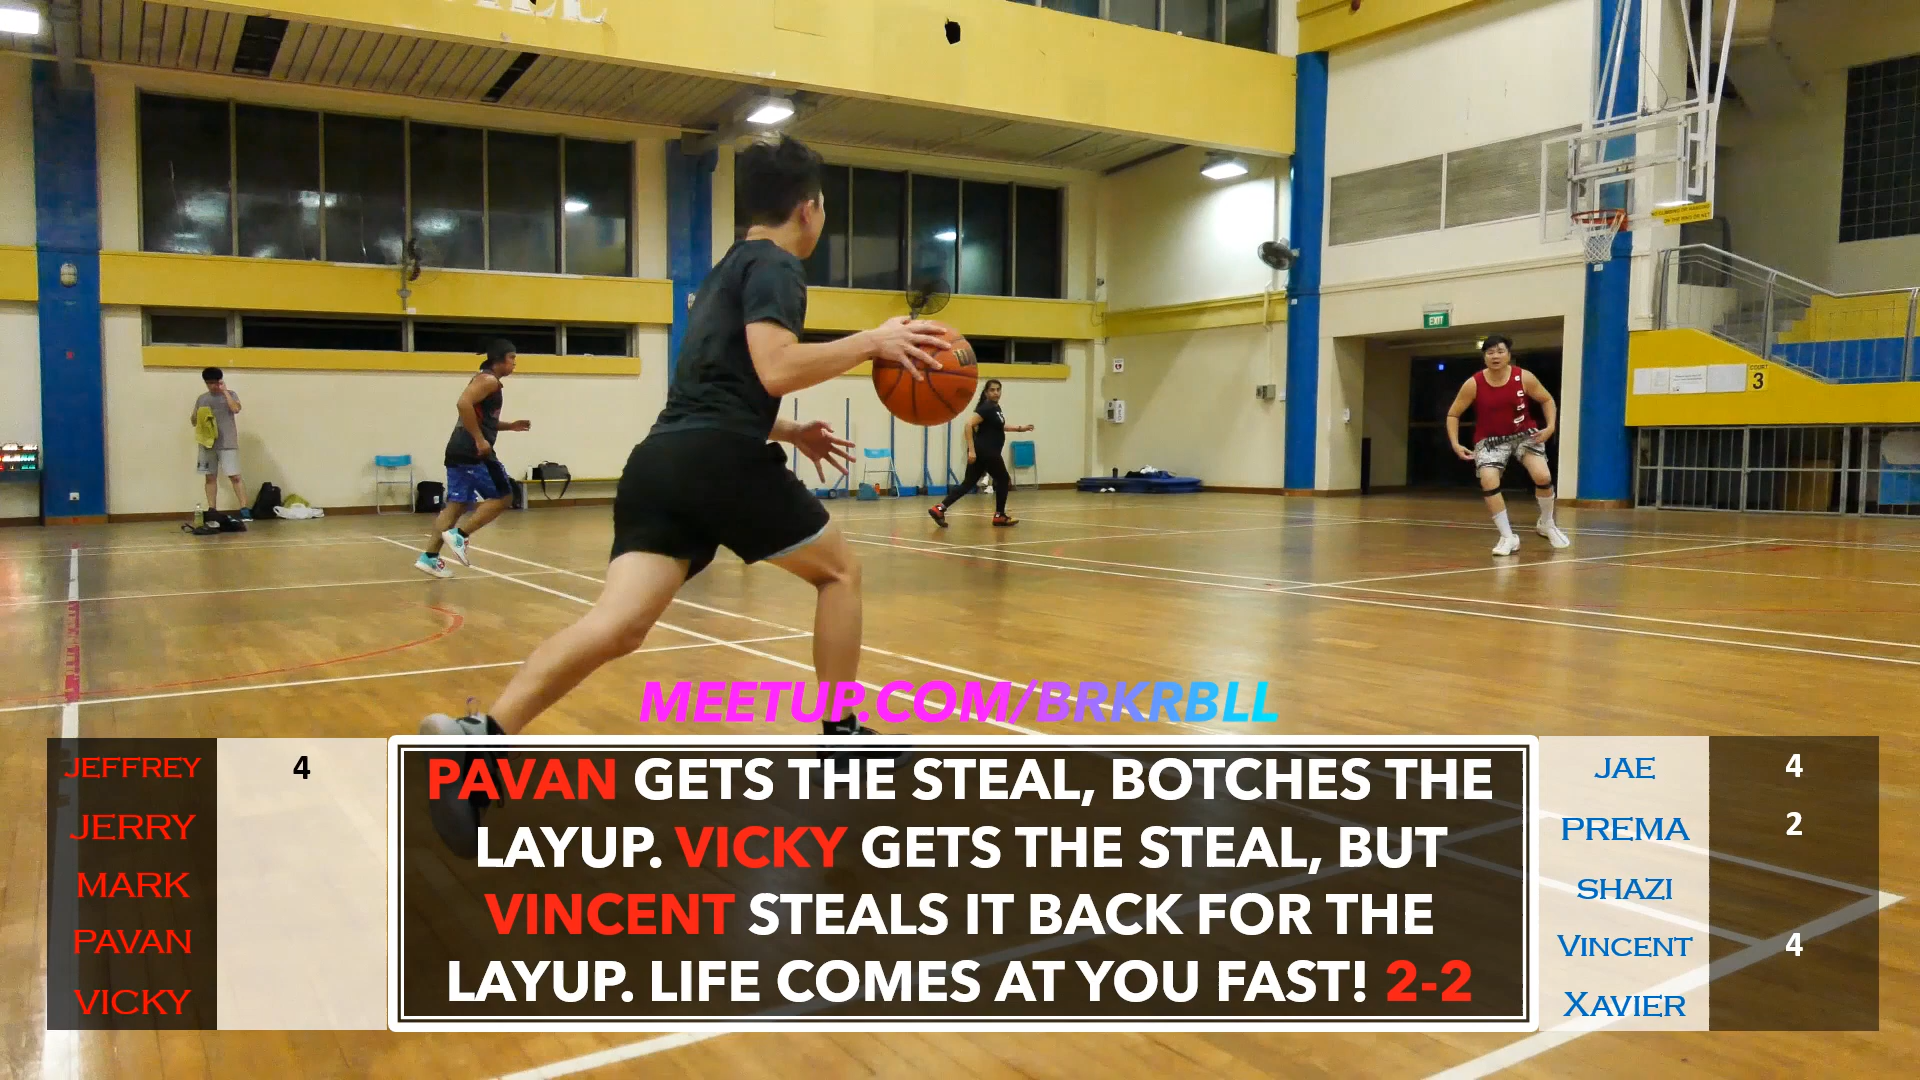 EXIT
COURT
3
MEETUP.COM/BRKRBLL
JEFFREY 4
JERRY
MARK
PAVAN
VICKY
PAVAN GETS THE STEAL, BOTCHES THE
LAYUP. VICKY GETS THE STEAL, BUT
VINCENT STEALS IT BACK FOR THE
LAYUP. LIFE COMES AT YOU FAST! 2-2
JAE 4
PREMA 2
SHAZI
VINCENT 4
XAVIER